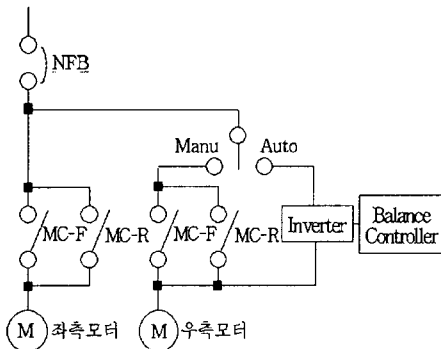 NFB
Manu Auto
MC-F MC-R MC-F MC-R Inverter Balance
Controller
M 좌측모터 M 우측모터